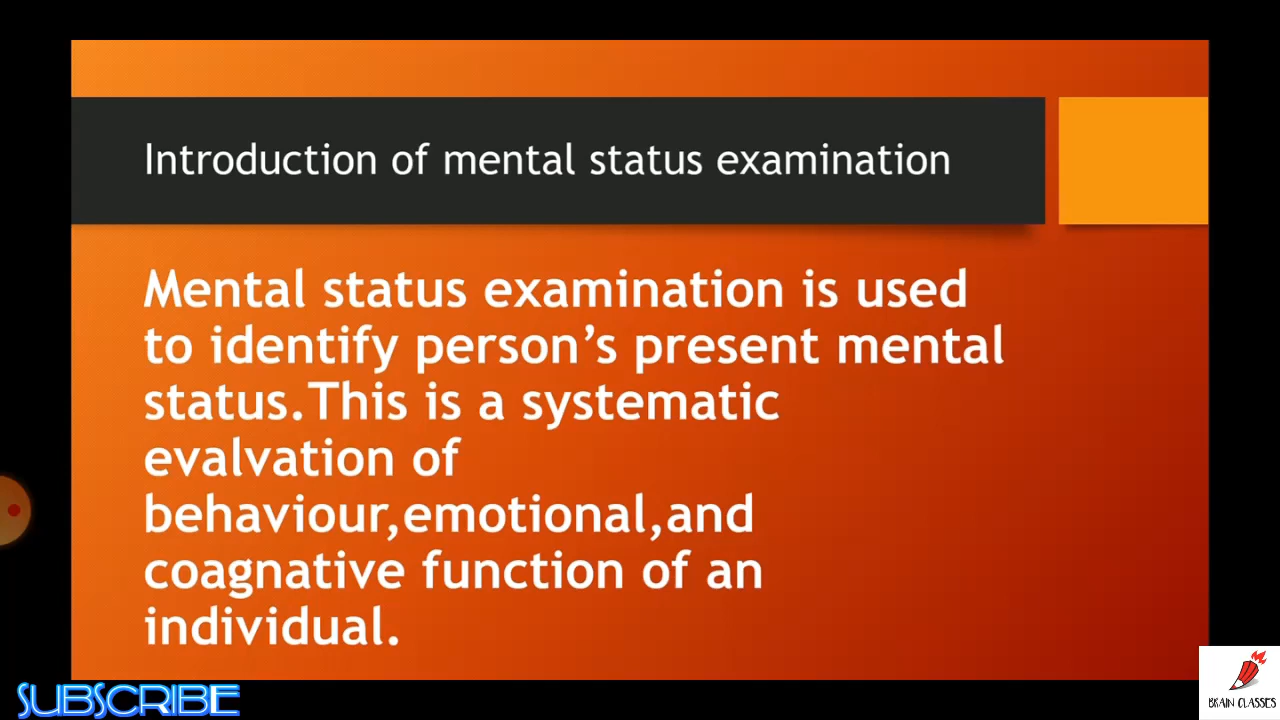 Introduction of mental status examination
Mental status examination is used
to identify person’s present mental
status.This is a systematic
evalvation of
behaviour,emotional,and
coagnative function of an
individual.
SUBSCRIBE
BRAIN CLASSES